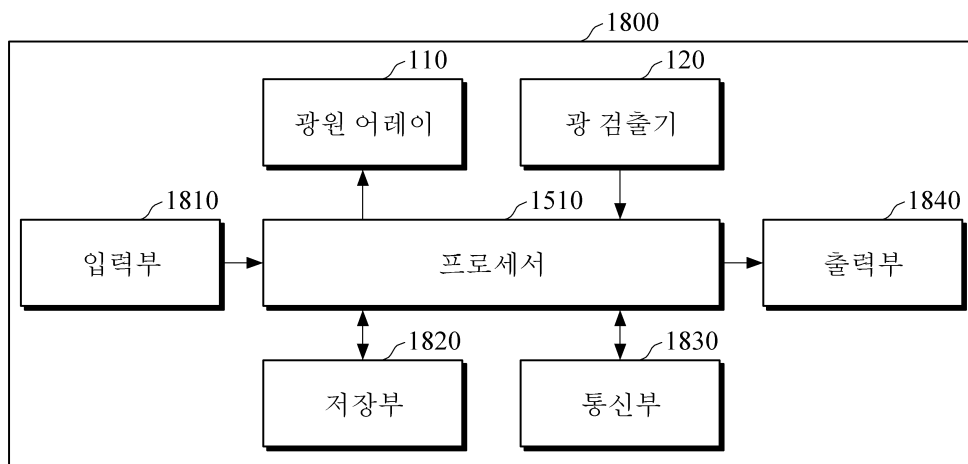 1800
110
120
광원 어레이
광 검출기
1810
1510
1840
입력부
프로세서
출력부
1820
1830
저장부
통신부